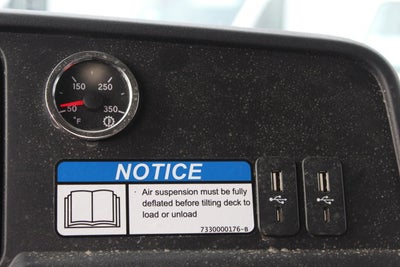 150 250
50 350
°F
NOTICE
Air suspension must be fully
deflated before tilting deck to
load or unload
7330000176-B